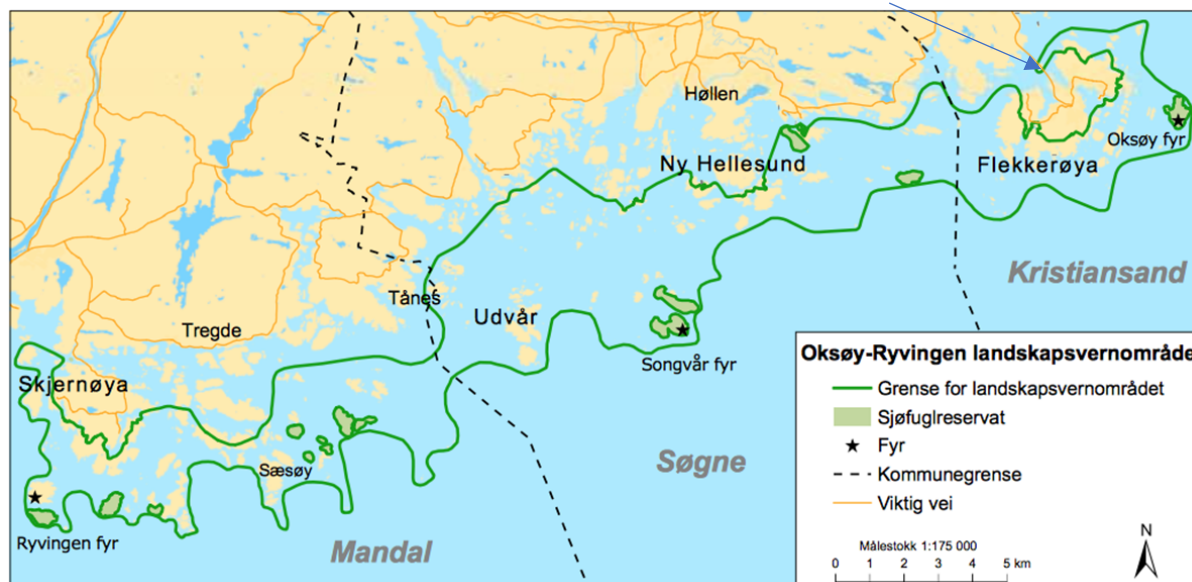 Høllen
Oksøy fyr
Ny Hellesund
Flekkerøya
Kristiansand
Tånes
Udvår
Tregde
Songvår fyr
Skjernøya
Sæsøy
Søgne
Ryvingen fyr
Mandal
Oksøy-Ryvingen landskapsvernområde
Grense for landskapsvernområdet
Sjøfuglreservat
Fyr
Kommunegrense
Viktig vei
N
Målestokk 1:175 000
0 1 2 3 4 5 km